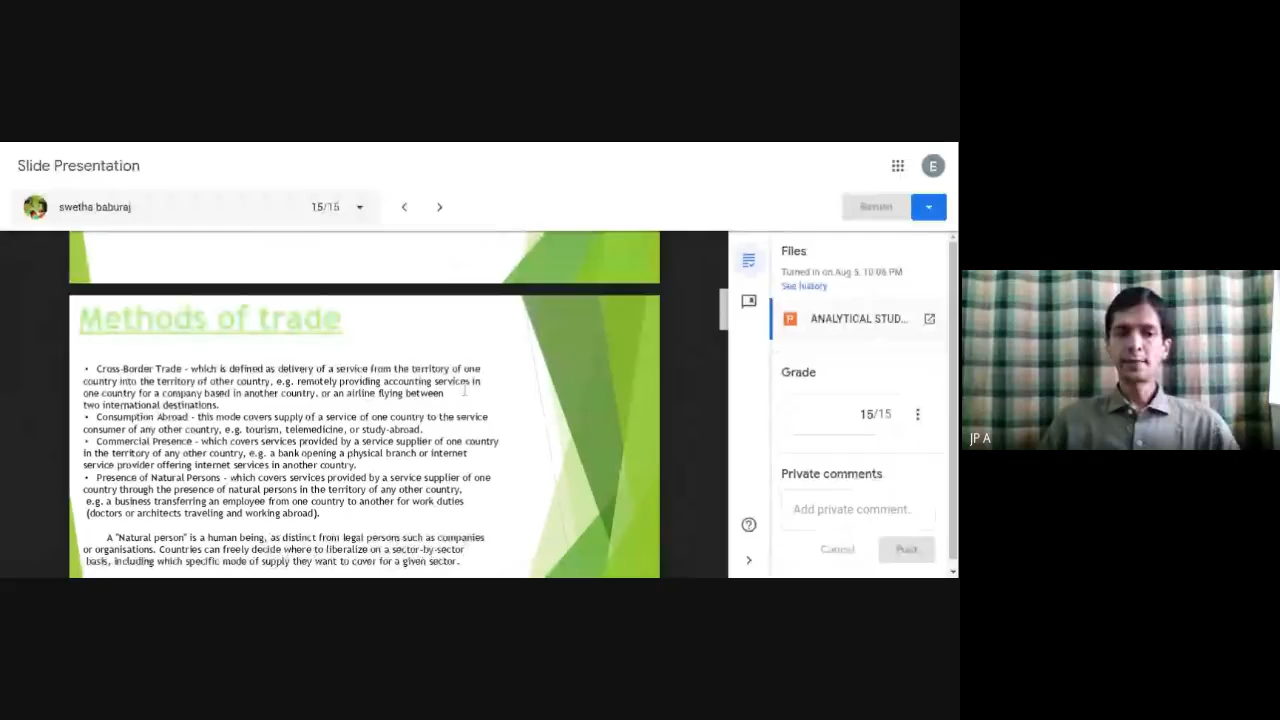 Slide Presentation
E
swetha baburaj
15/15
Return
Methods of trade
• Cross-Border Trade - which is defined as delivery of a service from the territory of one
country into the territory of other country, e.g. remotely providing accounting services in
one country for a company based in another country, or an airline flying between
two international destinations.
• Consumption Abroad - this mode covers supply of a service of one country to the service
consumer of any other country, e.g. tourism, telemedicine, or study-abroad.
• Commercial Presence - which covers services provided by a service supplier of one country
in the territory of any other country, e.g. a bank opening a physical branch or internet
service provider offering internet services in another country.
• Presence of Natural Persons - which covers services provided by a service supplier of one
country through the presence of natural persons in the territory of any other country,
e.g. a business transferring an employee from one country to another for work duties
(doctors or architects traveling and working abroad).
A "Natural person" is a human being, as distinct from legal persons such as companies
or organisations. Countries can freely decide where to liberalize on a sector-by-sector
basis, including which specific mode of supply they want to cover for a given sector.
Files
Turned in on Aug 5, 10:06 PM
See history
P
ANALYTICAL STUD...
Grade
15/15
Private comments
Add private comment.
Cancel
Post
JP A